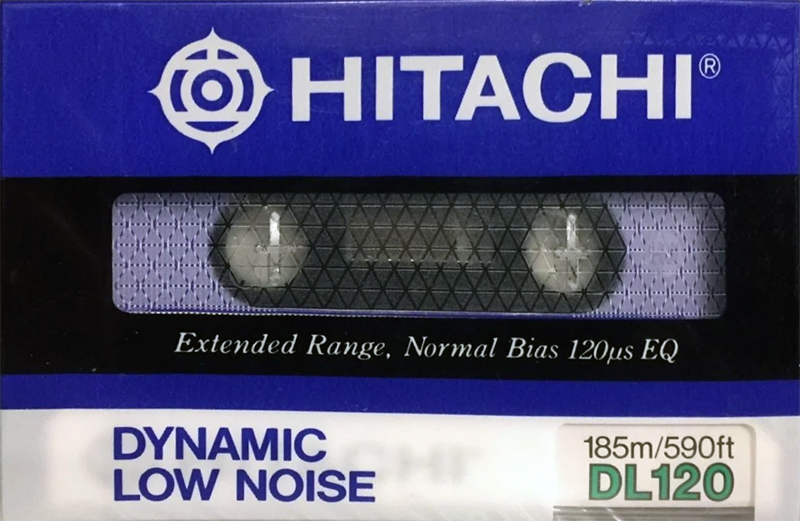 HITACHI®
Extended Range, Normal Bias 120µs EQ
DYNAMIC
LOW NOISE
185m/590ft
DL120